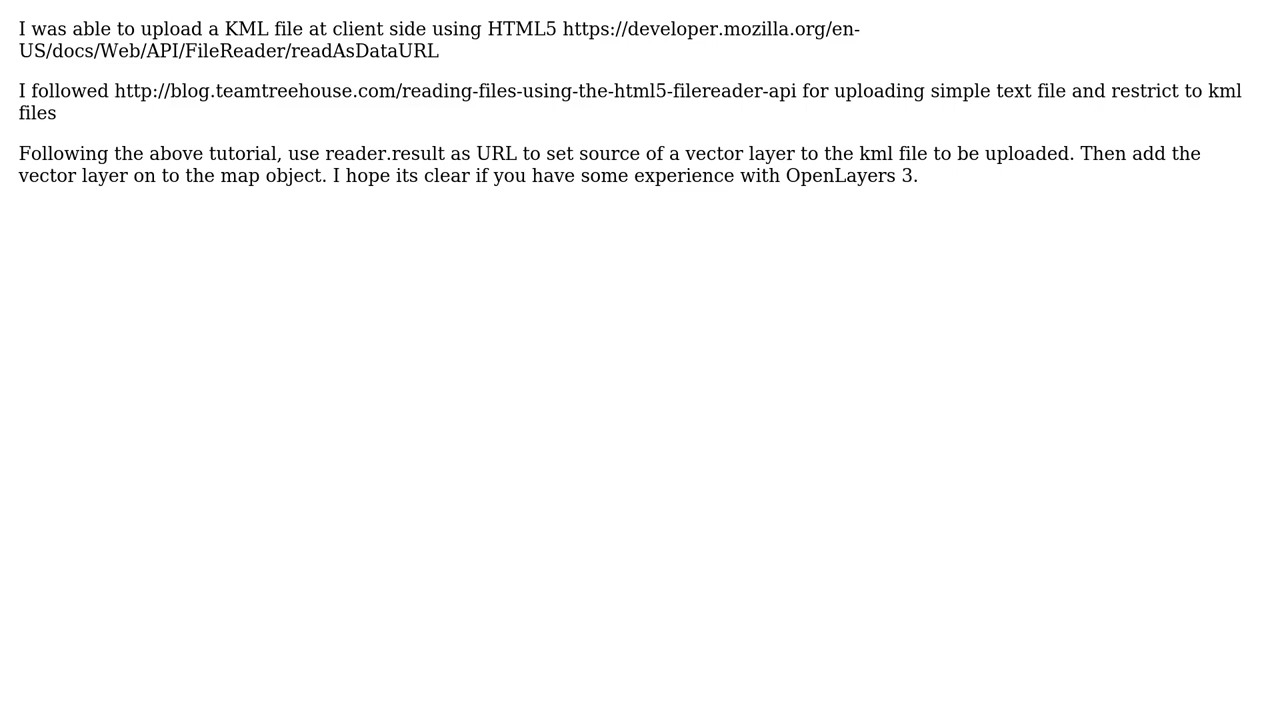 I was able to upload a KML file at client side using HTML5 https://developer.mozilla.org/en-
US/docs/Web/API/FileReader/readAsDataURL
I followed http://blog.teamtreehouse.com/reading-files-using-the-html5-filereader-api for uploading simple text file and restrict to kml
files
Following the above tutorial, use reader.result as URL to set source of a vector layer to the kml file to be uploaded. Then add the
vector layer on to the map object. I hope its clear if you have some experience with OpenLayers 3.